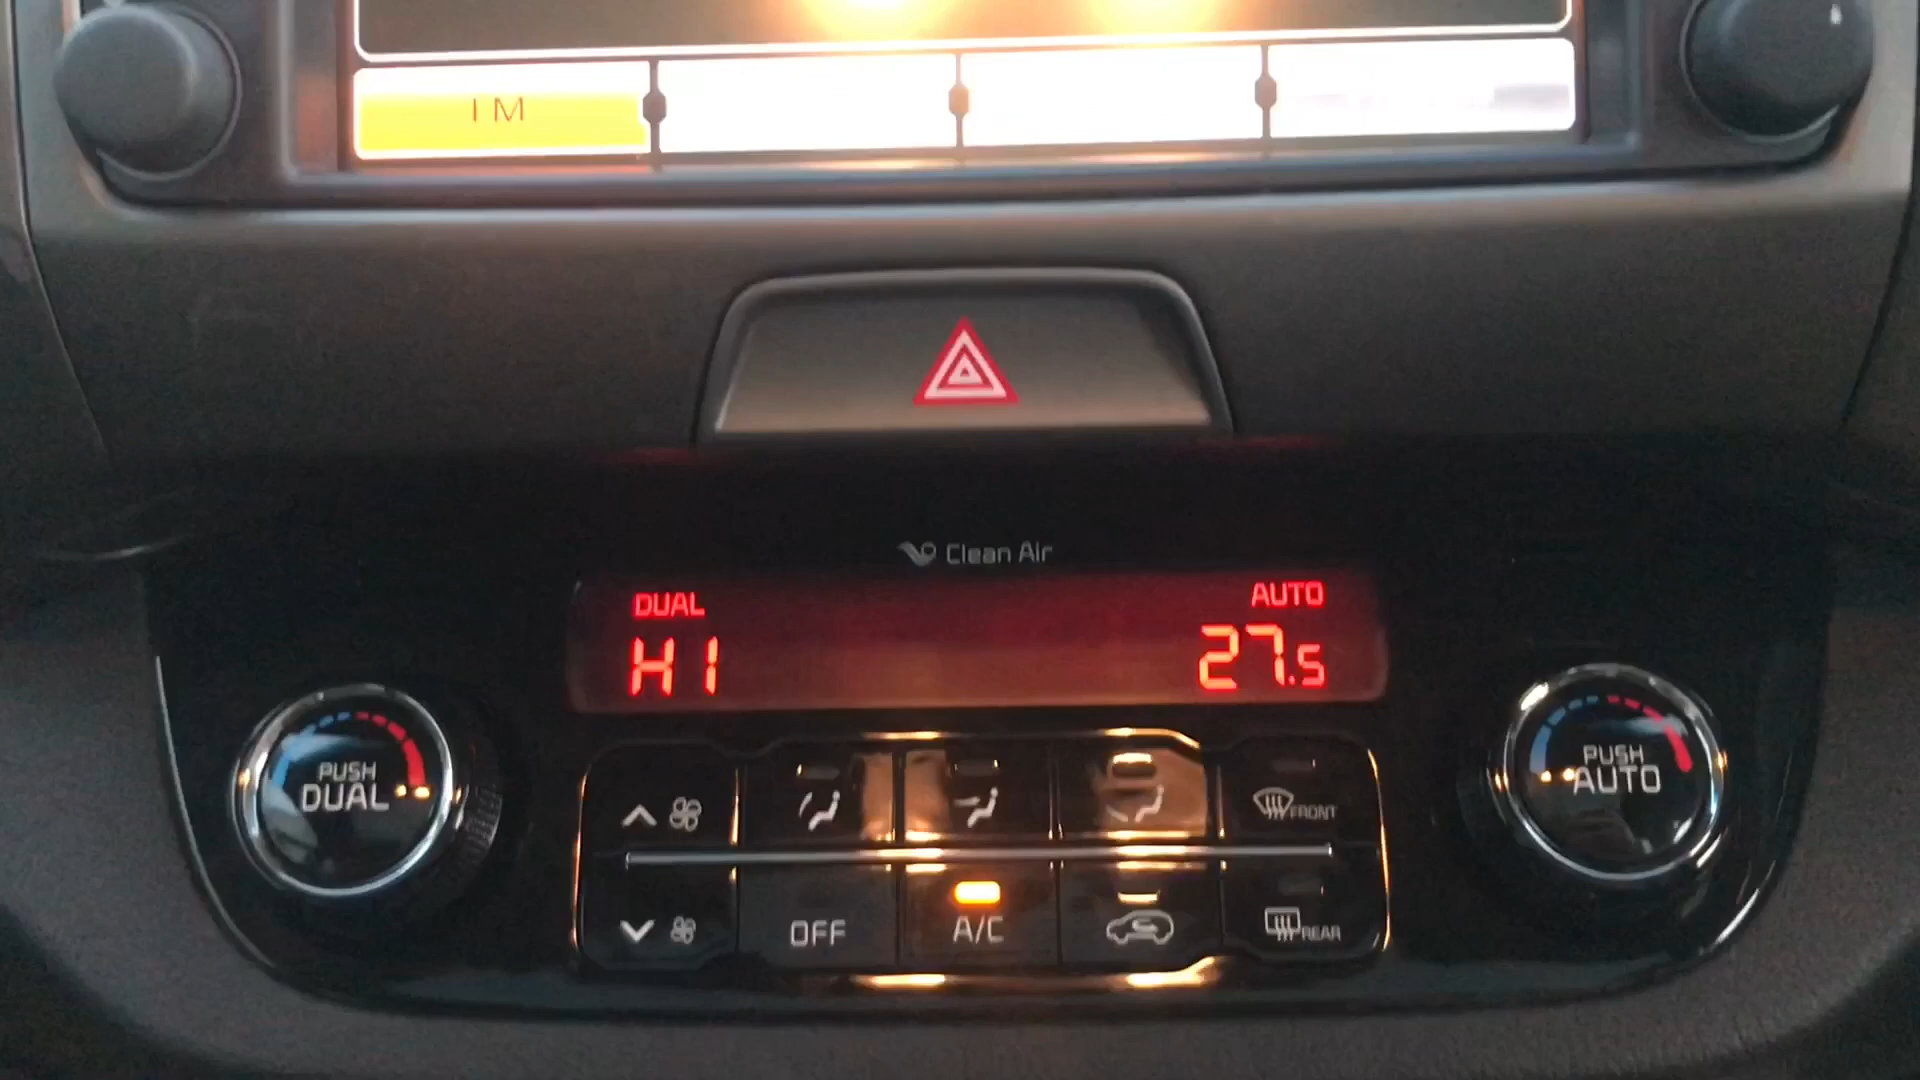 Clean Air
DUAL
AUTO
HI
27.5
PUSH
DUAL
PUSH
AUTO
FRONT
OFF
A/C
REAR